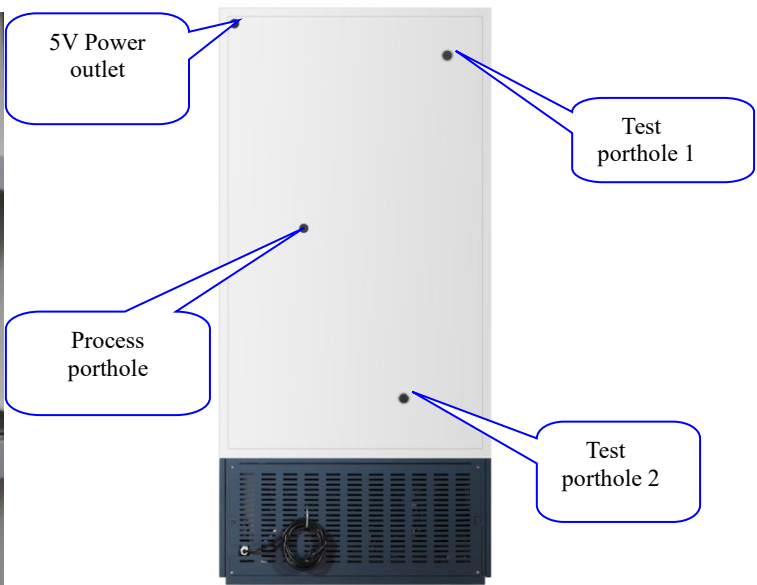 5V Power
outlet
Test
porthole 1
Process
porthole
Test
porthole 2